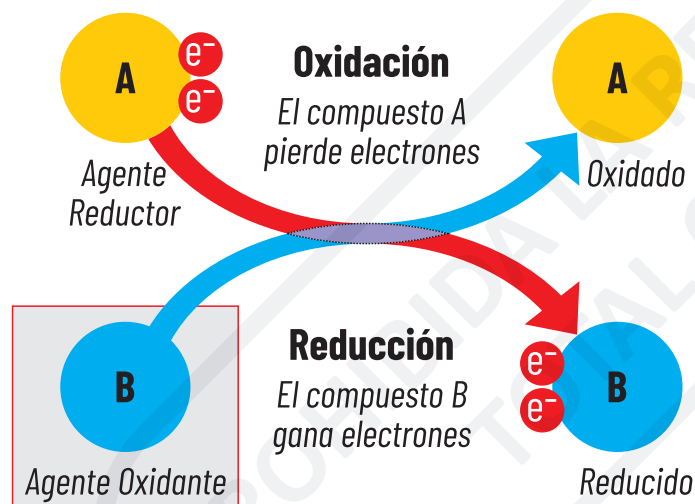 A
e⁻
e⁻
Agente
Reductor
Oxidación
El compuesto A
pierde electrones
A
Oxidado
B
Agente Oxidante
Reducción
El compuesto B
gana electrones
e⁻
e⁻
B
Reducido